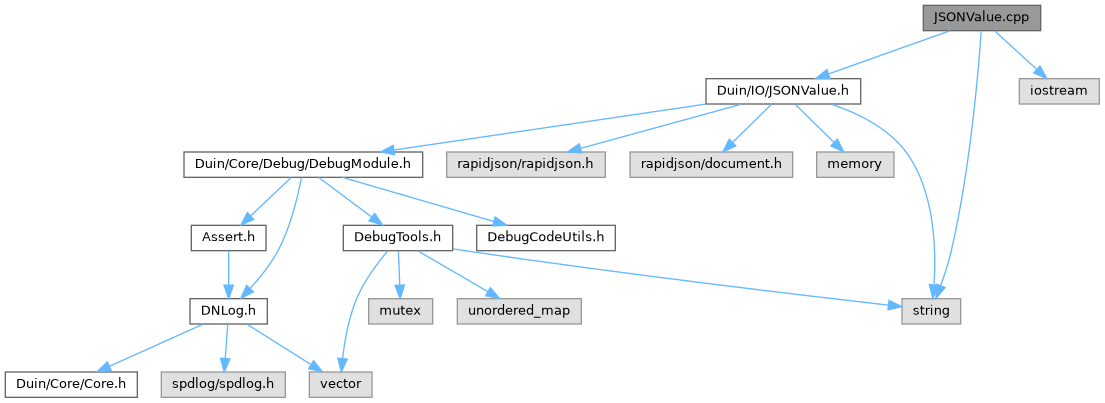 JSONValue.cpp
Duin/IO/JSONValue.h
iostream
Duin/Core/Debug/DebugModule.h
rapidjson/rapidjson.h
rapidjson/document.h
memory
Assert.h
DebugTools.h
DebugCodeUtils.h
DNLog.h
mutex
unordered_map
string
Duin/Core/Core.h
spdlog/spdlog.h
vector